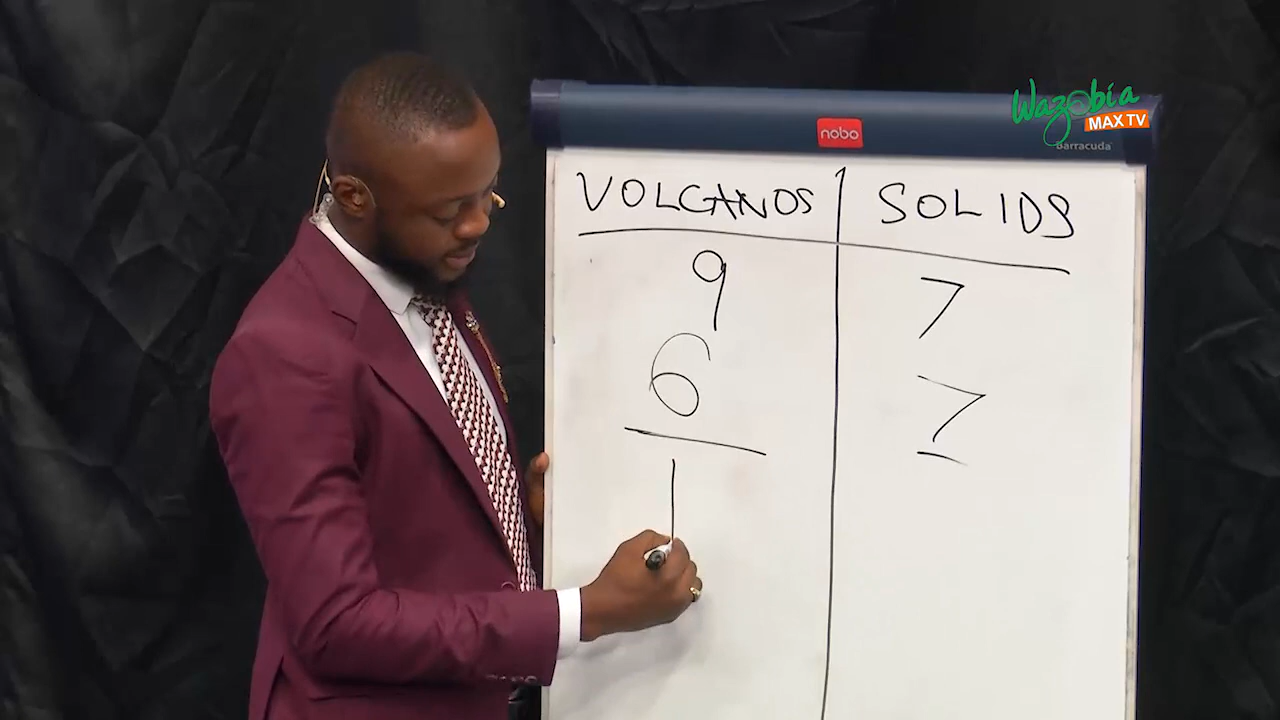 Wazobia
MAX TV
nobo
Barracuda
VOLCANOS SOLIDS
9 7
6 7
1